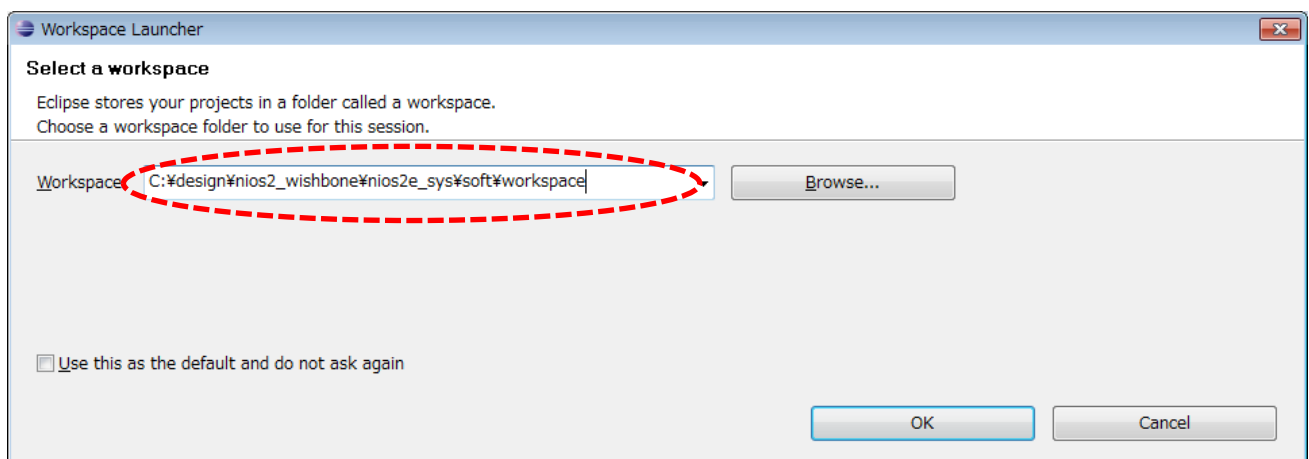 Workspace Launcher
Select a workspace
Eclipse stores your projects in a folder called a workspace.
Choose a workspace folder to use for this session.
Workspace C:¥design¥nios2_wishbone¥nios2e_sys¥soft¥workspace Browse...
Use this as the default and do not ask again
OK Cancel